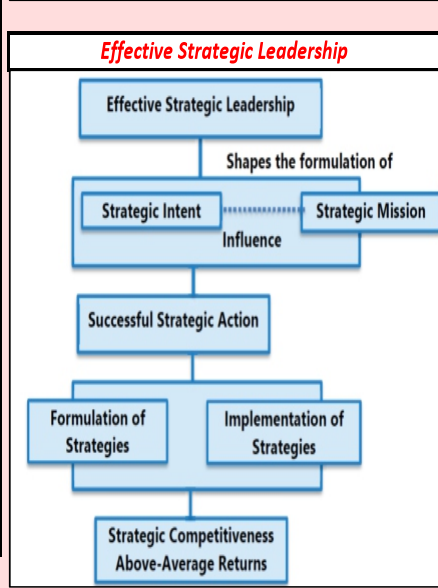 Effective Strategic Leadership
Effective Strategic Leadership
Shapes the formulation of
Strategic Intent
Strategic Mission
Influence
Successful Strategic Action
Formulation of
Strategies
Implementation of
Strategies
Strategic Competitiveness
Above-Average Returns